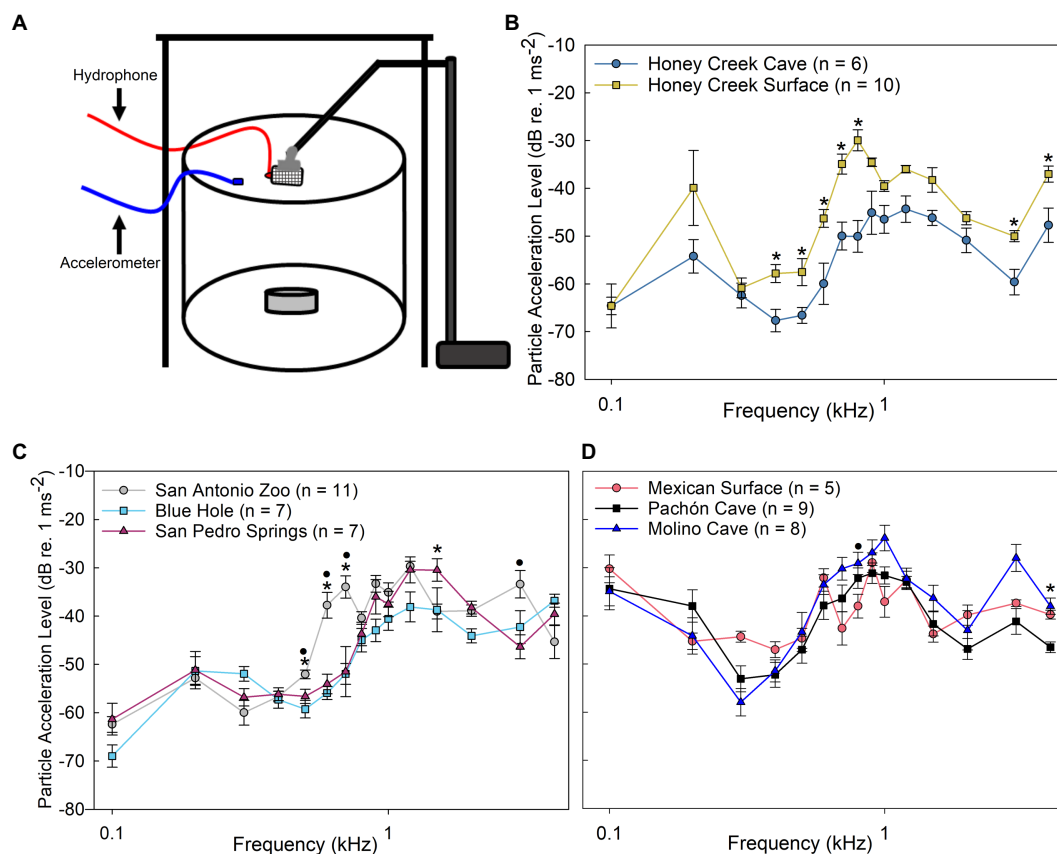 A
Hydrophone
Accelerometer
B
Particle Acceleration Level (dB re. 1 ms-2)
-10
-20
-30
-40
-50
-60
-70
-80
Honey Creek Cave (n = 6)
Honey Creek Surface (n = 10)
*
*
*
*
*
*
*
0.1
1
Frequency (kHz)
C
Particle Acceleration Level (dB re. 1 ms-2)
-10
-20
-30
-40
-50
-60
-70
-80
San Antonio Zoo (n = 11)
Blue Hole (n = 7)
San Pedro Springs (n = 7)
*
*
*
*
0.1
1
Frequency (kHz)
D
Mexican Surface (n = 5)
Pachón Cave (n = 9)
Molino Cave (n = 8)
*
0.1
1
Frequency (kHz)